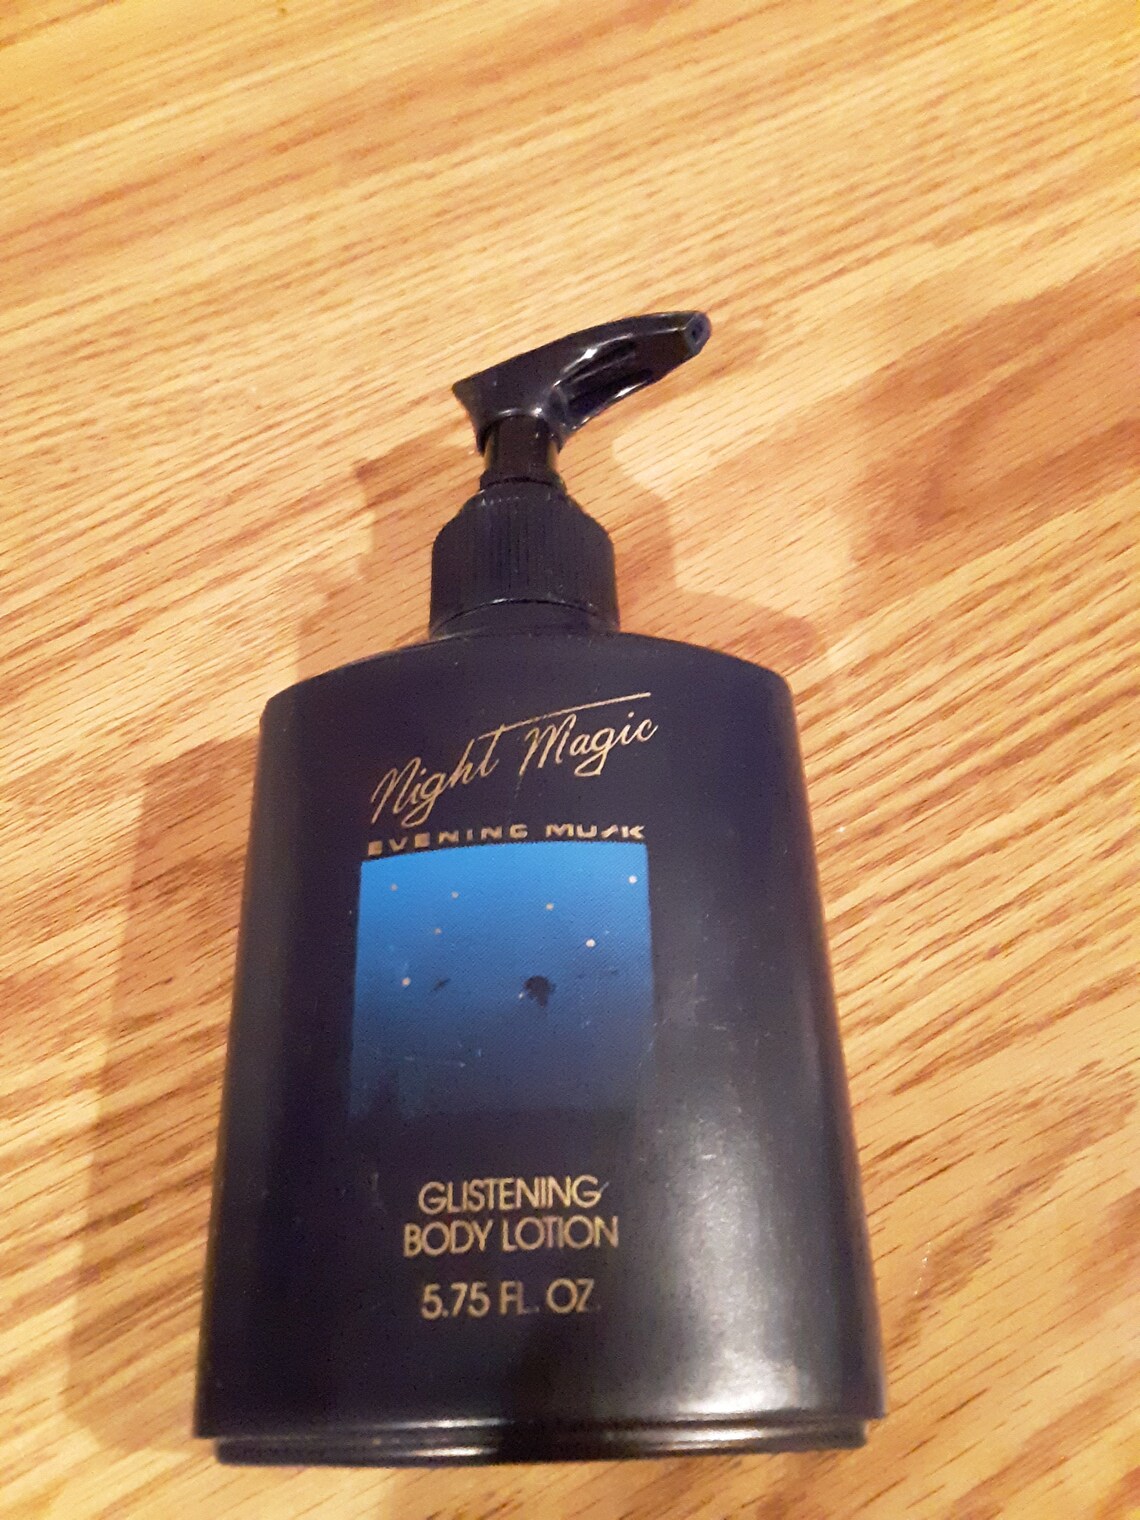 Night Magic
EVENING MUSK
GLISTENING
BODY LOTION
5.75 FL. OZ.